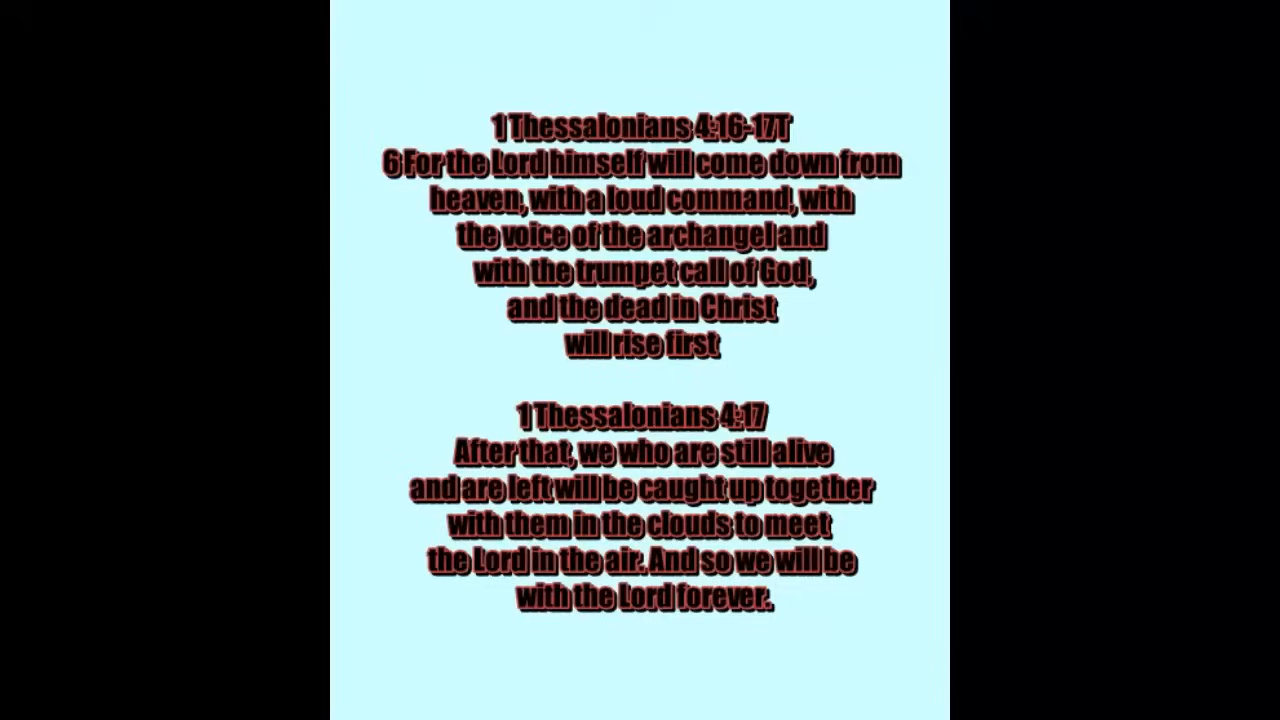 1 Thessalonians 4:16-17T
6 For the Lord himself will come down from
heaven, with a loud command, with
the voice of the archangel and
with the trumpet call of God,
and the dead in Christ
will rise first
1 Thessalonians 4:17
After that, we who are still alive
and are left will be caught up together
with them in the clouds to meet
the Lord in the air. And so we will be
with the Lord forever.